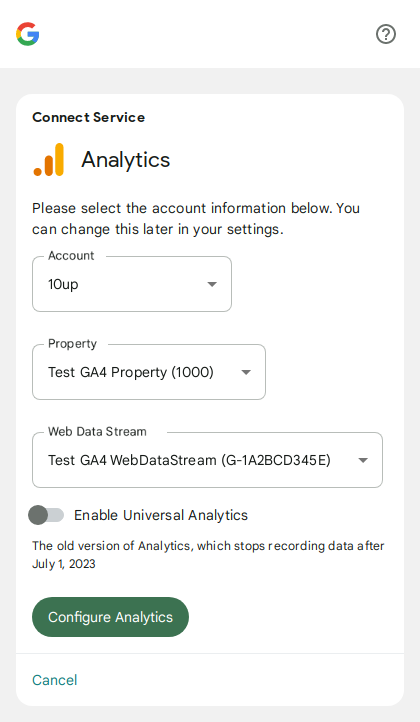 Connect Service
Analytics
Please select the account information below. You
can change this later in your settings.
Account
10up
Property
Test GA4 Property (1000)
Web Data Stream
Test GA4 WebDataStream (G-1A2BCD345E)
Enable Universal Analytics
The old version of Analytics, which stops recording data after
July 1, 2023
Configure Analytics
Cancel